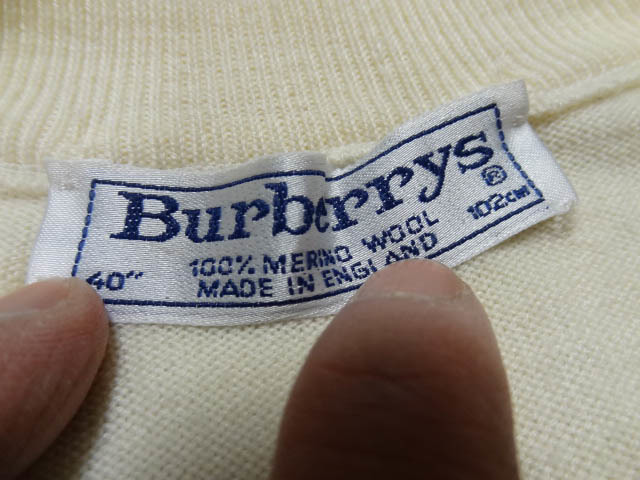 Burberrys®
40" 100% MERINO WOOL 102cm
MADE IN ENGLAND